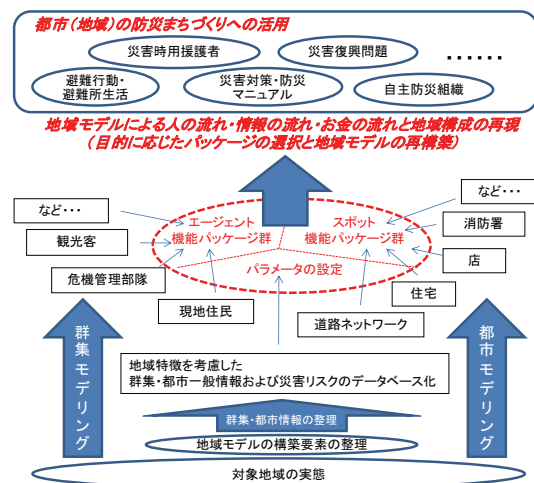 都市(地域)の防災まちづくりへの活用
災害時用援護者
災害復興問題
・・・・・・
避難行動・
避難所生活
災害対策・防災
マニュアル
自主防災組織
地域モデルによる人の流れ・情報の流れ・お金の流れと地域構成の再現
(目的に応じたパッケージの選択と地域モデルの再構築)
など・・・
など・・・
エージェント
機能パッケージ群
スポット
機能パッケージ群
消防署
観光客
店
パラメータの設定
危機管理部隊
住宅
現地住民
道路ネットワーク
群集モデリング
都市モデリング
地域特徴を考慮した
群集・都市一般情報および災害リスクのデータベース化
群集・都市情報の整理
地域モデルの構築要素の整理
対象地域の実態